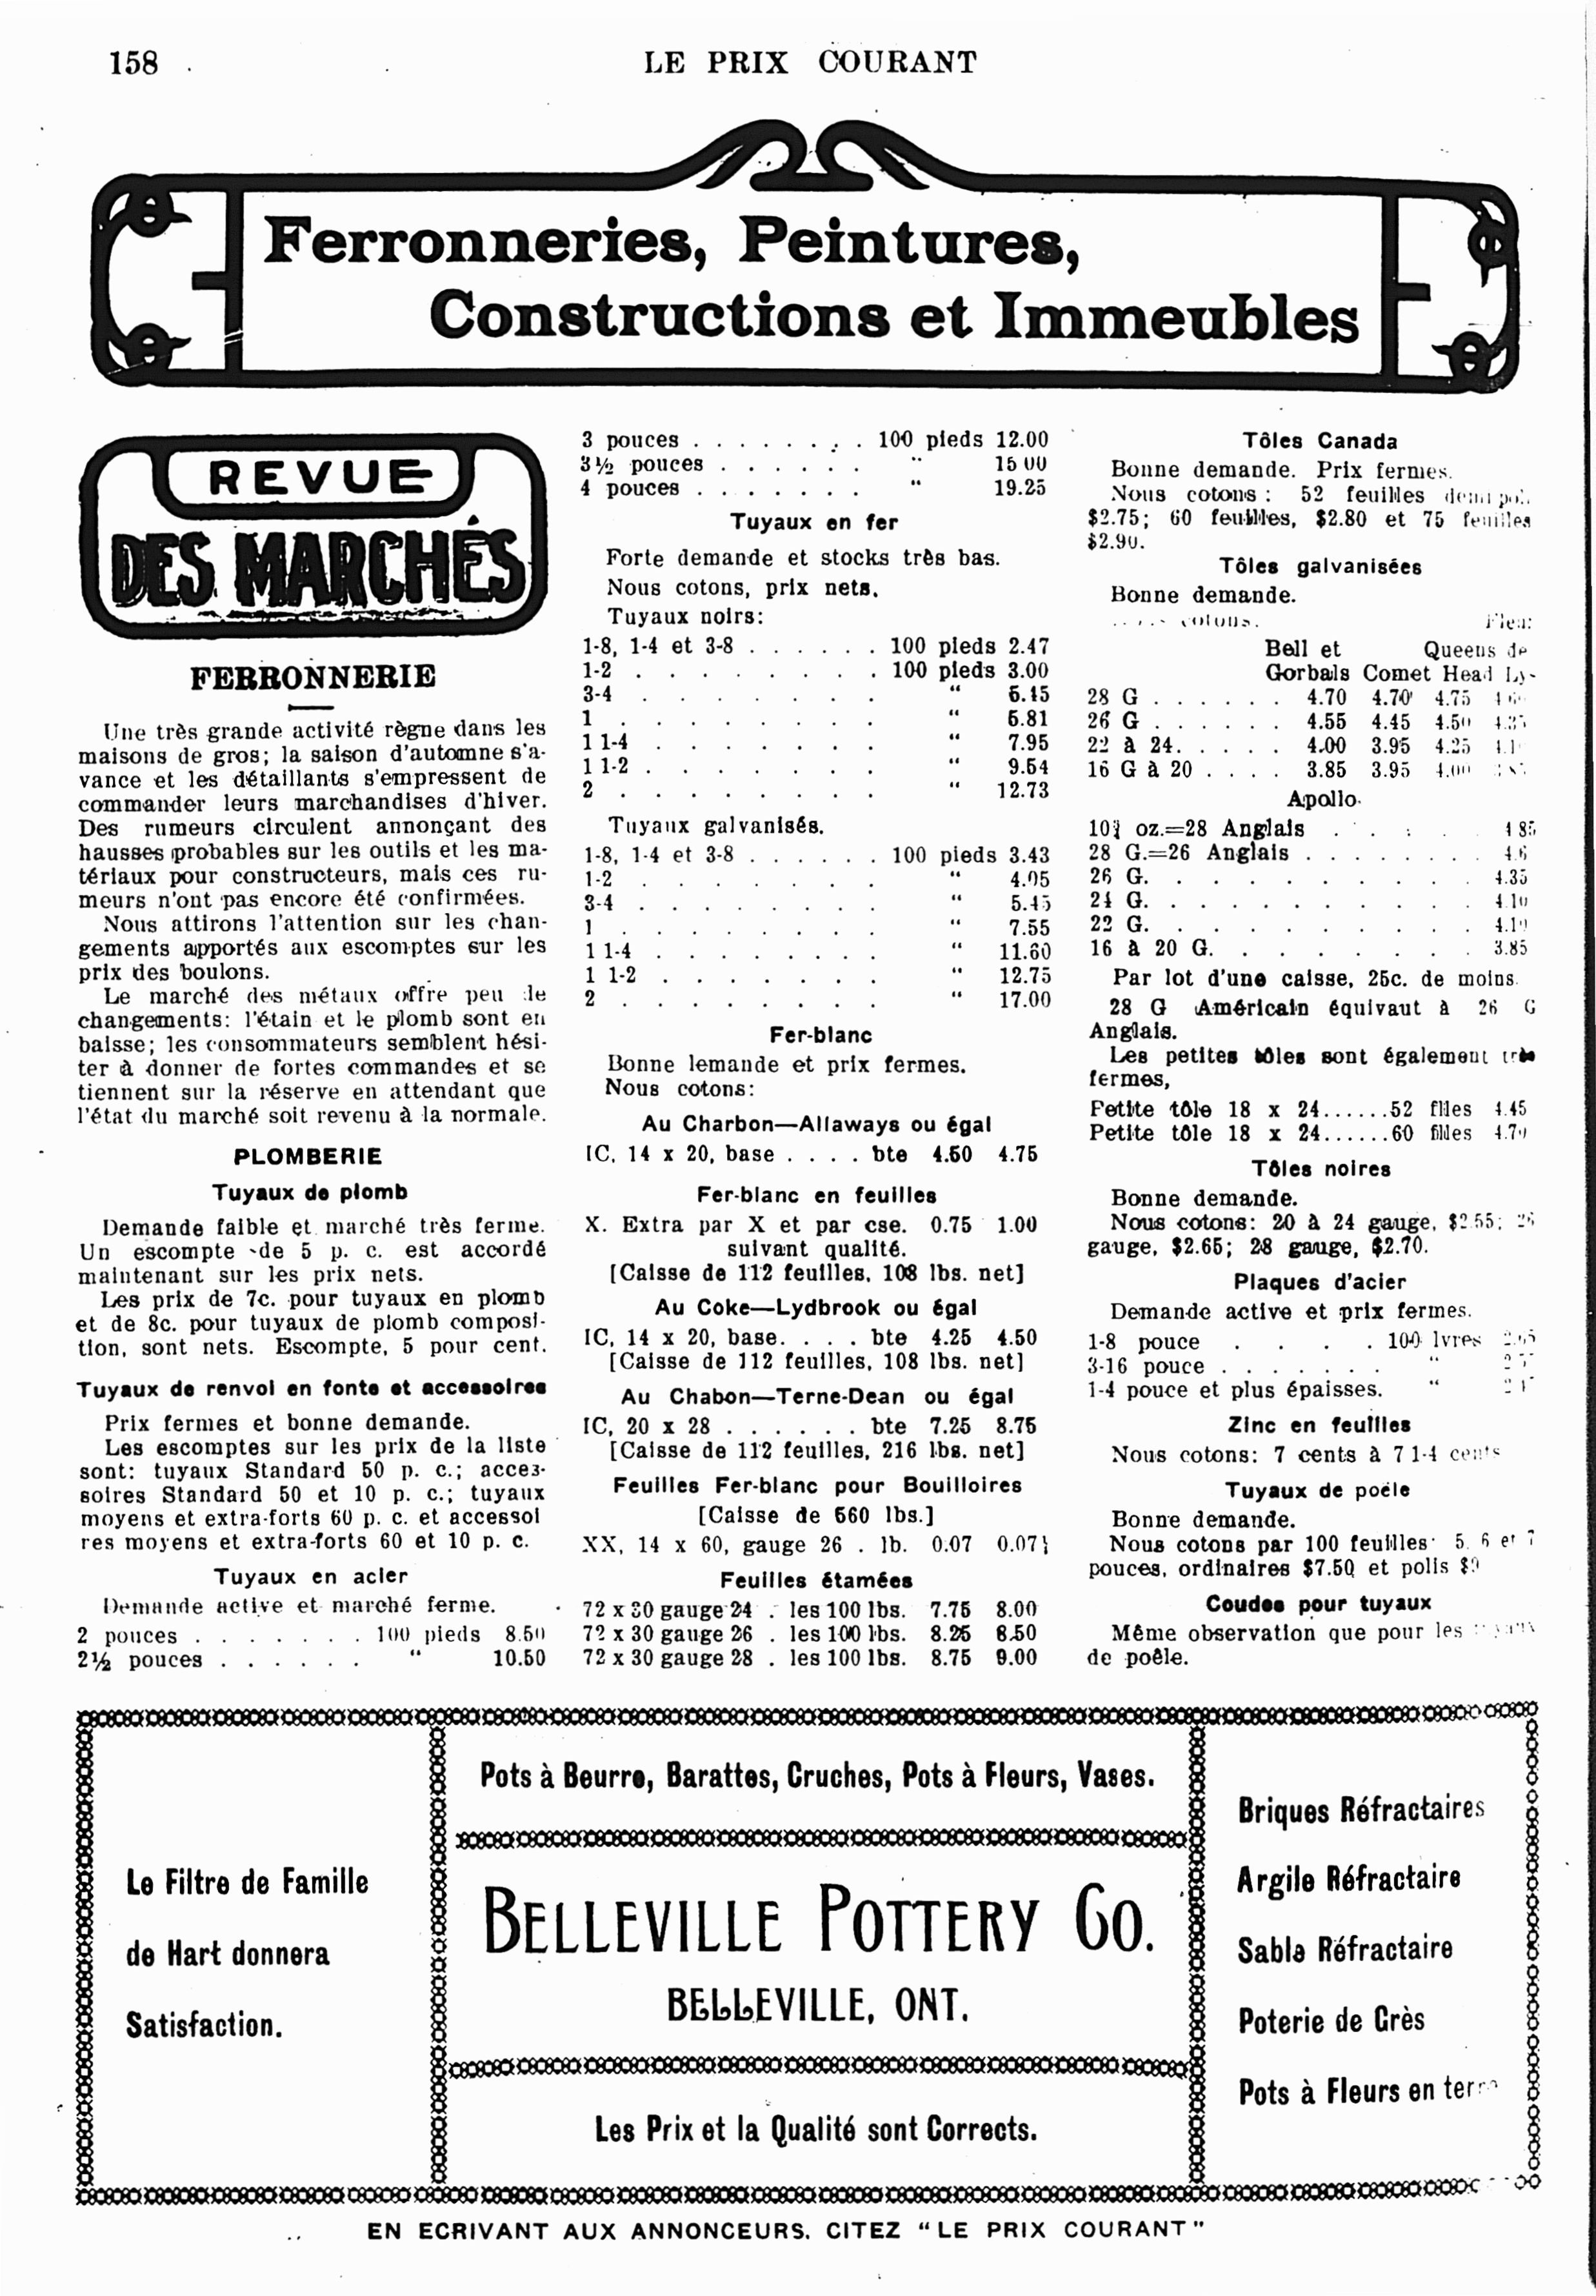 158
LE PRIX COURANT
Ferronneries, Peintures,
Constructions et Immeubles
REVUE
DES MARCHÉS
FERRONNERIE
Une très grande activité règne dans les
maisons de gros; la saison d'automne s'a-
vance et les détaillants s'empressent de
commander leurs marchandises d'hiver.
Des rumeurs circulent annonçant des
hausses probables sur les outils et les ma-
tériaux pour constructeurs, mais ces ru-
meurs n'ont pas encore été confirmées.
Nous attirons l'attention sur les chan-
gements apportés aux escomptes sur les
prix des boulons.
Le marché des métaux offre peu de
changements: l'étain et le plomb sont en
baisse; les consommateurs semblent hési-
ter à donner de fortes commandes et se
tiennent sur la réserve en attendant que
l'état du marché soit revenu à la normale.
PLOMBERIE
Tuyaux de plomb
Demande faible et marché très ferme.
Un escompte de 5 p. c. est accordé
maintenant sur les prix nets.
Les prix de 7c. pour tuyaux en plomb
et de 8c. pour tuyaux de plomb composi-
tion, sont nets. Escompte, 5 pour cent.
Tuyaux de renvoi en fonte et accessoires
Prix fermes et bonne demande.
Les escomptes sur les prix de la liste
sont: tuyaux Standard 50 p. c.; acces-
soires Standard 50 et 10 p. c.; tuyaux
moyens et extra-forts 60 p. c. et accessoi
res moyens et extra-forts 60 et 10 p. c.
Tuyaux en acier
Demande active et marché ferme.
2 pouces . . . . . . . 100 pieds 8.50
2½ pouces . . . . . . " 10.50
3 pouces . . . . . . . 100 pieds 12.00
3½ pouces . . . . . . " 15 00
4 pouces . . . . . . . " 19.25
Tuyaux en fer
Forte demande et stocks très bas.
Nous cotons, prix nets.
Tuyaux noirs:
1-8, 1-4 et 3-8 . . . . . . 100 pieds 2.47
1-2 . . . . . . . . 100 pieds 3.00
3-4 . . . . . . . . " 5.15
1 . . . . . . . . " 5.81
1 1-4 . . . . . . . " 7.95
1 1-2 . . . . . . . " 9.54
2 . . . . . . . . " 12.73
Tuyaux galvanisés.
1-8, 1-4 et 3-8 . . . . . . 100 pieds 3.43
1-2 . . . . . . . . " 4.05
3-4 . . . . . . . . " 5.45
1 . . . . . . . . " 7.55
1 1-4 . . . . . . . " 11.60
1 1-2 . . . . . . . " 12.75
2 . . . . . . . . " 17.00
Fer-blanc
Bonne lemande et prix fermes.
Nous cotons:
Au Charbon—Allaways ou égal
IC, 14 x 20, base . . . . bte 4.50 4.75
Fer-blanc en feuilles
X. Extra par X et par cse. 0.75 1.00
suivant qualité.
[Caisse de 112 feuilles, 108 lbs. net]
Au Coke—Lydbrook ou égal
IC, 14 x 20, base. . . . bte 4.25 4.50
[Caisse de 112 feuilles, 108 lbs. net]
Au Chabon—Terne-Dean ou égal
IC, 20 x 28 . . . . . . bte 7.25 8.75
[Caisse de 112 feuilles, 216 lbs. net]
Feuilles Fer-blanc pour Bouilloires
[Caisse de 560 lbs.]
XX, 14 x 60, gauge 26 . lb. 0.07 0.07½
Feuilles étamées
72 x 30 gauge 24 . les 100 lbs. 7.75 8.00
72 x 30 gauge 26 . les 100 lbs. 8.25 8.50
72 x 30 gauge 28 . les 100 lbs. 8.75 9.00
Tôles Canada
Bonne demande. Prix fermes.
Nous cotons: 52 feuilles demi pol.
$2.75; 60 feuilles, $2.80 et 75 feuilles
$2.90.
Tôles galvanisées
Bonne demande.
cotons. Fleur
Bell et Queens de
Gorbals Comet Head Ly-
28 G . . . . . . 4.70 4.70 4.75
26 G . . . . . . 4.55 4.45 4.50
22 à 24. . . . . 4.00 3.95 4.25
16 G à 20 . . . . 3.85 3.95 4.00
Apollo.
10¾ oz.=28 Anglais . . . 4 85
28 G.=26 Anglais . . . . . . . .
26 G. . . . . . . . . . 4.35
24 G. . . . . . . . . . 4.10
22 G. . . . . . . . . . 4.10
16 à 20 G. . . . . . . . 3.85
Par lot d'une caisse, 25c. de moins.
28 G Américain équivaut à 26 G
Anglais.
Les petites tôles sont également très
fermes,
Petite tôle 18 x 24......52 flles 4.45
Petite tôle 18 x 24......60 flles 4.70
Tôles noires
Bonne demande.
Nous cotons: 20 à 24 gauge, $2.55; 26
gauge, $2.65; 28 gauge, $2.70.
Plaques d'acier
Demande active et prix fermes.
1-8 pouce . . . . 100 lvres
3-16 pouce . . . . . . . "
1-4 pouce et plus épaisses. "
Zinc en feuilles
Nous cotons: 7 cents à 7 1-4 cents
Tuyaux de poële
Bonne demande.
Nous cotons par 100 feuilles 5, 6 et 7
pouces, ordinaires $7.50 et polis $9
Coudes pour tuyaux
Même observation que pour les tuyaux
de poêle.
Le Filtre de Famille
de Hart donnera
Satisfaction.
Pots à Beurre, Barattes, Cruches, Pots à Fleurs, Vases.
BELLEVILLE POTTERY CO.
BELLEVILLE, ONT.
Les Prix et la Qualité sont Corrects.
Briques Réfractaires
Argile Réfractaire
Sable Réfractaire
Poterie de Grès
Pots à Fleurs en terre
EN ECRIVANT AUX ANNONCEURS, CITEZ "LE PRIX COURANT"